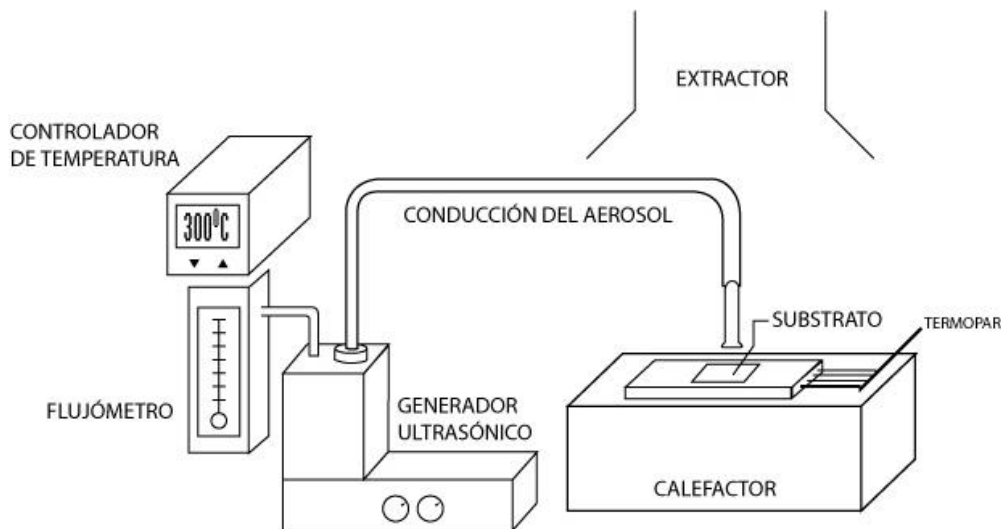 EXTRACTOR
CONTROLADOR
DE TEMPERATURA
300°C
CONDUCCIÓN DEL AEROSOL
SUBSTRATO
TERMOPAR
FLUJÓMETRO
GENERADOR
ULTRASÓNICO
CALEFACTOR